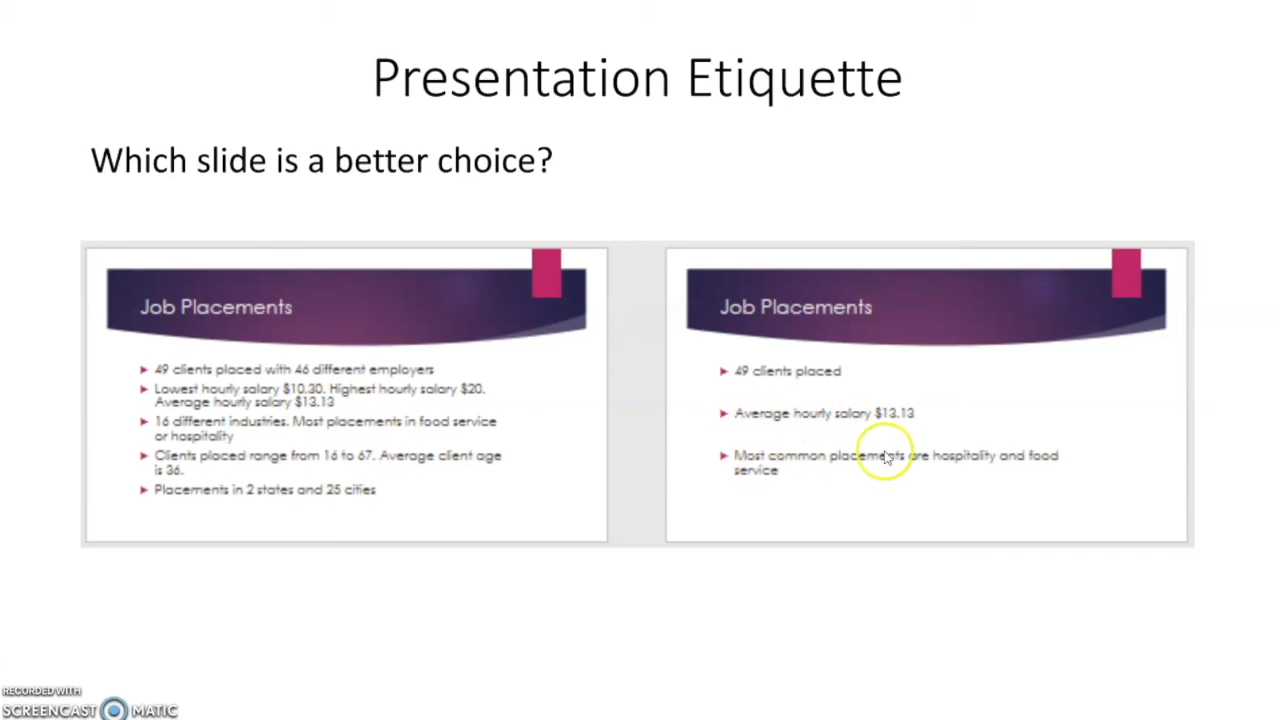 Presentation Etiquette
Which slide is a better choice?
Job Placements
49 clients placed with 46 different employers
Lowest hourly salary $10.30. Highest hourly salary $20.
Average hourly salary $13.13
16 different industries. Most placements in food service
or hospitality
Clients placed range from 16 to 67. Average client age
is 36.
Placements in 2 states and 25 cities
Job Placements
49 clients placed
Average hourly salary $13.13
Most common placements are hospitality and food
service
RECORDED WITH
SCREENCAST MATIC